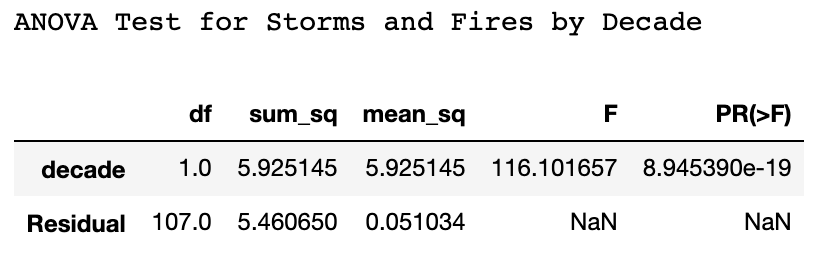 ANOVA Test for Storms and Fires by Decade
df sum_sq mean_sq F PR(>F)
decade 1.0 5.925145 5.925145 116.101657 8.945390e-19
Residual 107.0 5.460650 0.051034 NaN NaN